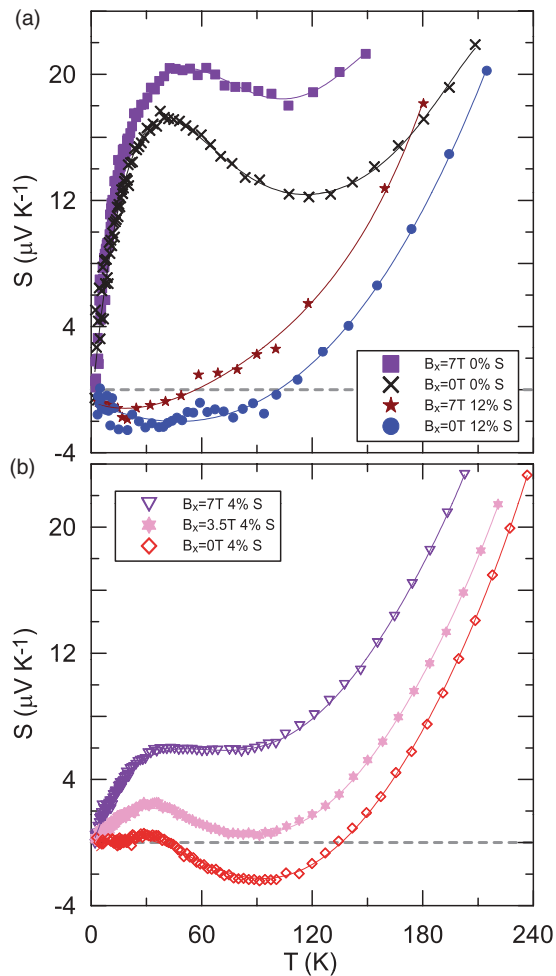 (a)
20
12
4
-4
S (μV K-1)
Bx=7T 0% S
Bx=0T 0% S
Bx=7T 12% S
Bx=0T 12% S
(b)
Bx=7T 4% S
Bx=3.5T 4% S
Bx=0T 4% S
20
12
4
-4
S (μV K-1)
0 60 120 180 240
T (K)